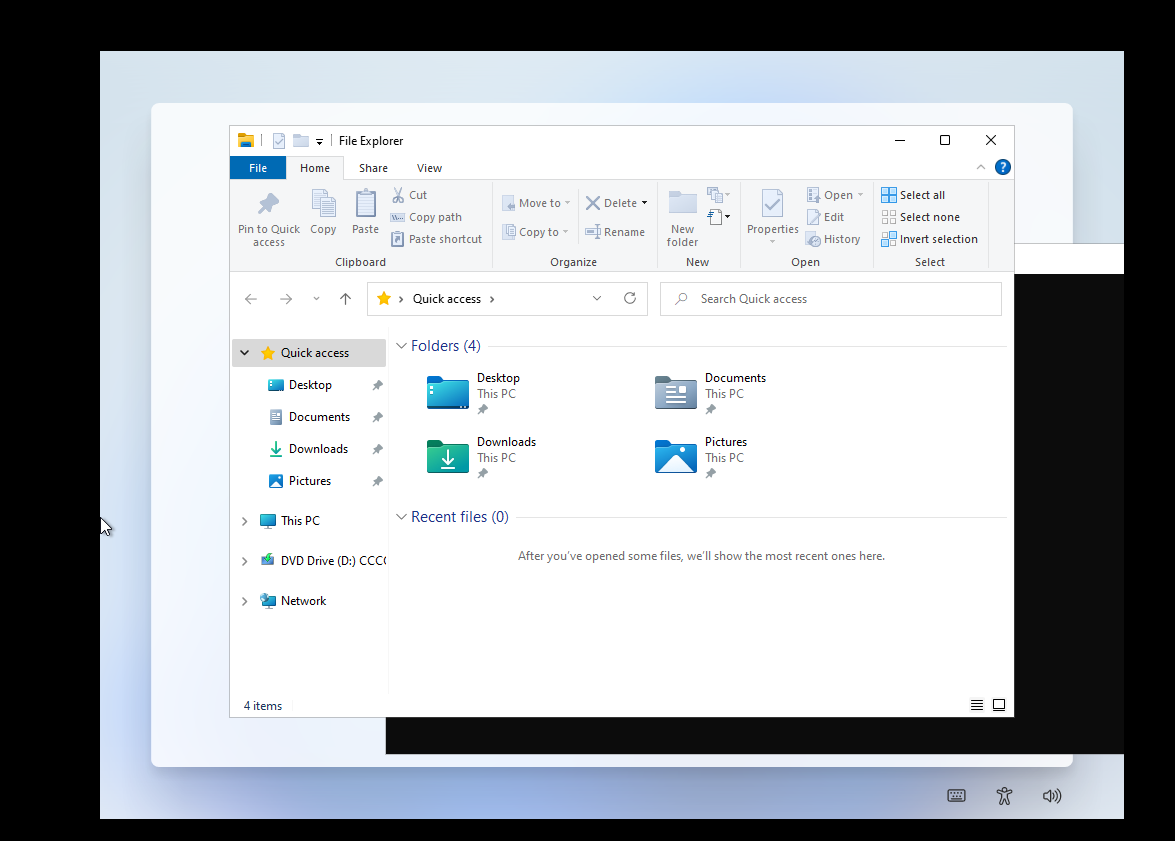 File Explorer
File Home Share View
?
Pin to Quick access
Copy
Paste
Cut
Copy path
Paste shortcut
Clipboard
Move to
Copy to
Delete
Rename
Organize
New folder
New
Properties
Open
Edit
History
Open
Select all
Select none
Invert selection
Select
Quick access
Search Quick access
Quick access
Desktop
Documents
Downloads
Pictures
This PC
DVD Drive (D:) CCC
Network
Folders (4)
Desktop
This PC
Documents
This PC
Downloads
This PC
Pictures
This PC
Recent files (0)
After you've opened some files, we'll show the most recent ones here.
4 items